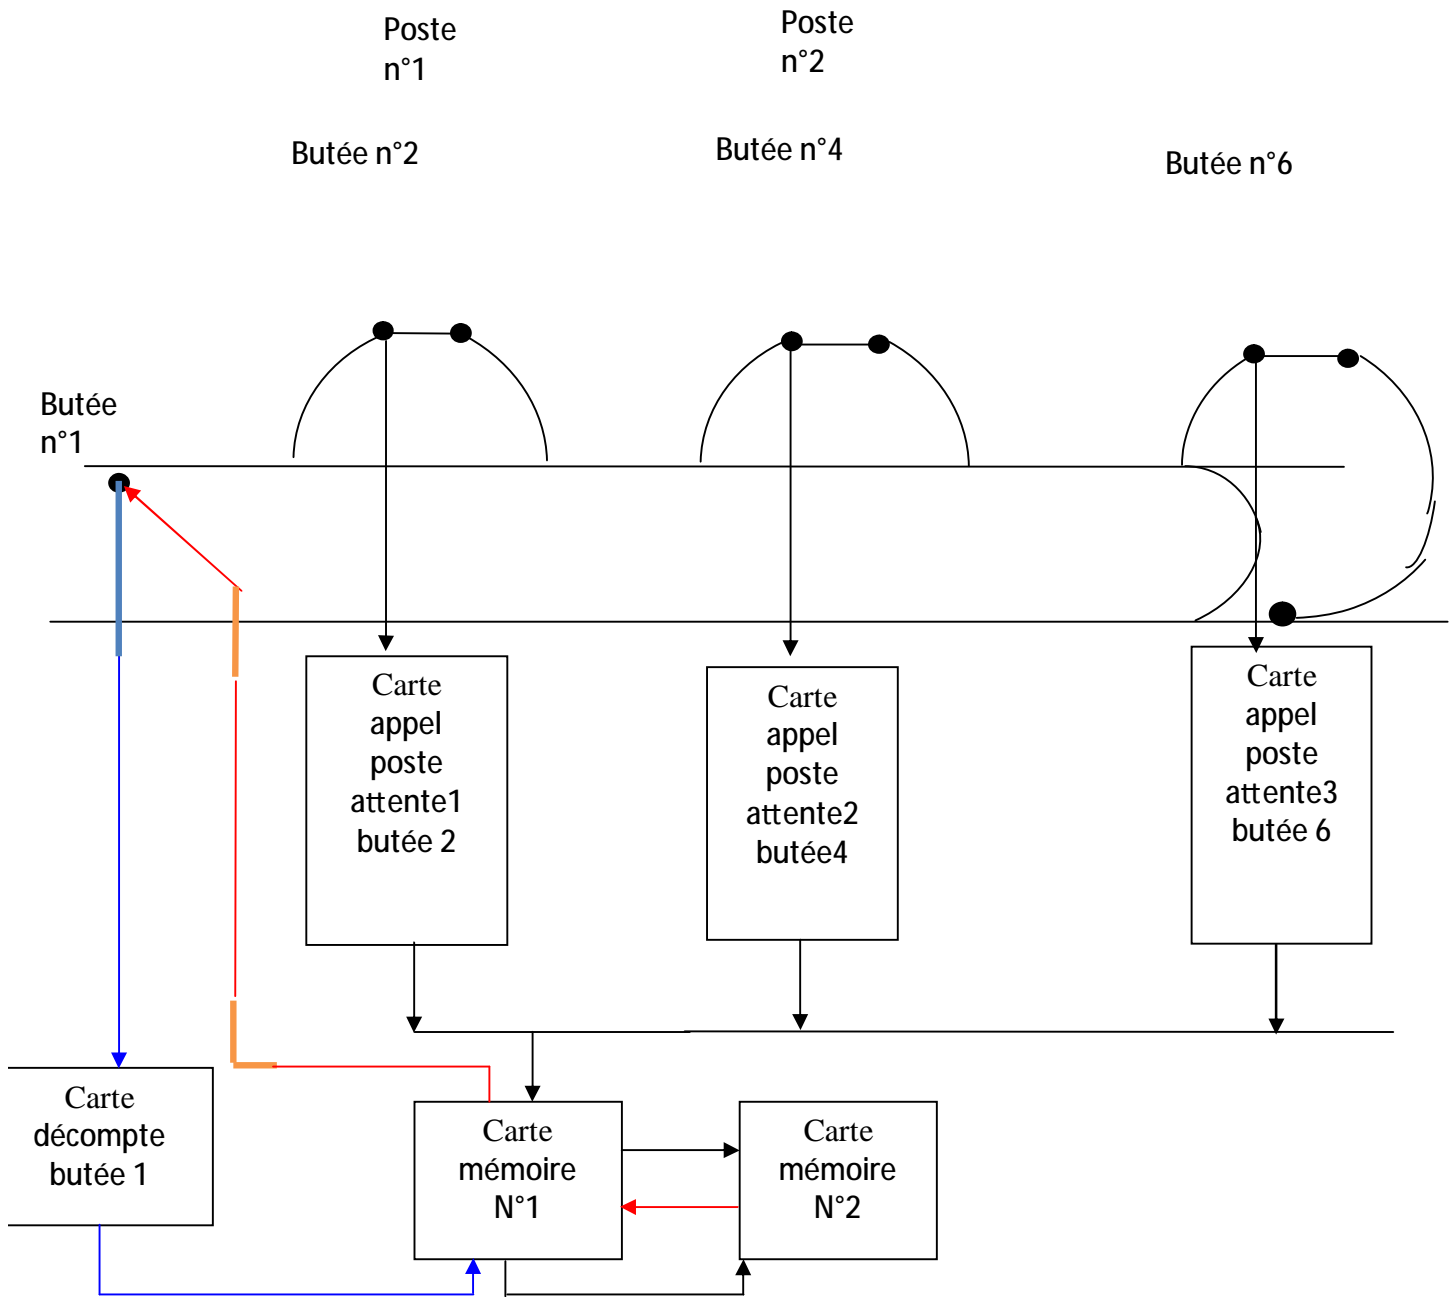 Poste
n°1
Poste
n°2
Butée n°2
Butée n°4
Butée n°6
Butée
n°1
Carte
appel
poste
attente1
butée 2
Carte
appel
poste
attente2
butée4
Carte
appel
poste
attente3
butée 6
Carte
décompte
butée 1
Carte
mémoire
N°1
Carte
mémoire
N°2